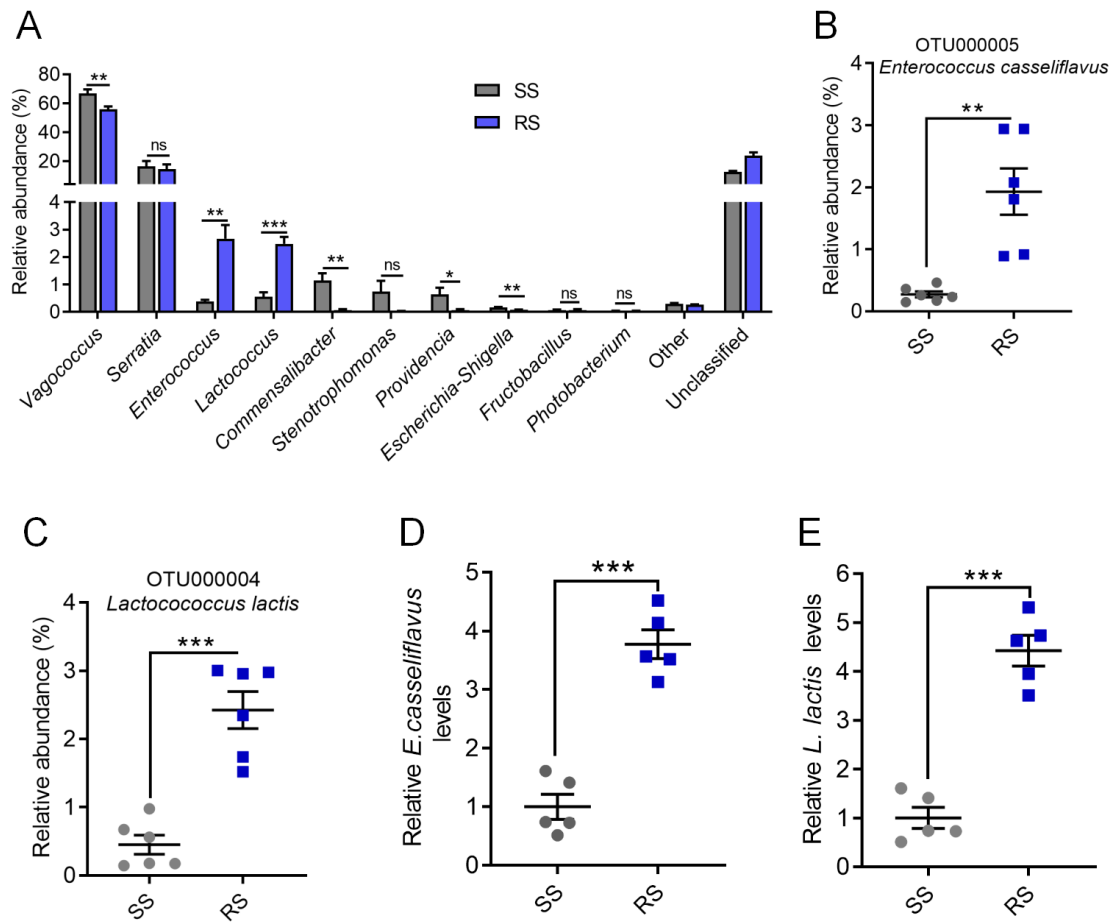 A
Relative abundance (%)
80
60
40
20
4
3
2
1
0
SS
RS
**
ns
**
***
**
ns
*
**
ns
ns
Vagococcus
Serratia
Enterococcus
Lactococcus
Commensalibacter
Stenotrophomonas
Providencia
Escherichia-Shigella
Fructobacillus
Photobacterium
Other
Unclassified
B
OTU000005
Enterococcus casseliflavus
Relative abundance (%)
4
3
2
1
0
**
SS
RS
C
OTU000004
Lactocococcus lactis
Relative abundance (%)
4
3
2
1
0
***
SS
RS
D
Relative E.casseliflavus
levels
5
4
3
2
1
0
***
SS
RS
E
Relative L. lactis levels
6
5
4
3
2
1
0
***
SS
RS